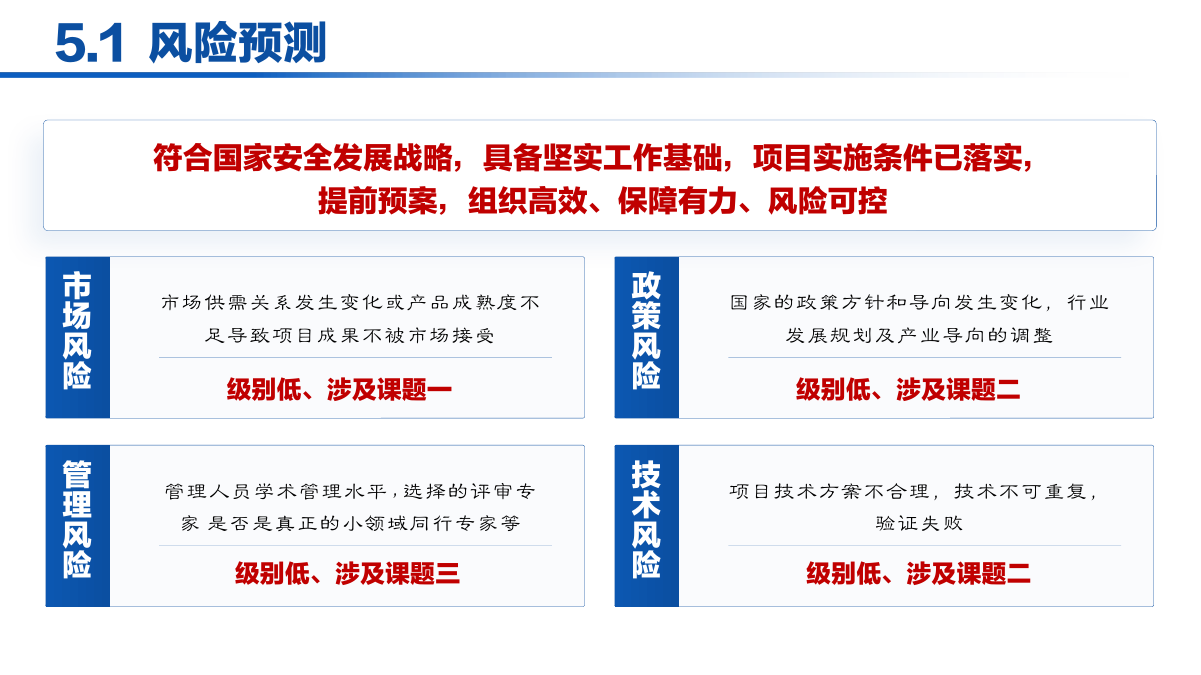 5.1 风险预测
符合国家安全发展战略，具备坚实工作基础，项目实施条件已落实，
提前预案，组织高效、保障有力、风险可控
市场风险
市场供需关系发生变化或产品成熟度不
足导致项目成果不被市场接受
级别低、涉及课题一
政策风险
国家的政策方针和导向发生变化，行业
发展规划及产业导向的调整
级别低、涉及课题二
管理风险
管理人员学术管理水平,选择的评审专
家 是否是真正的小领域同行专家等
级别低、涉及课题三
技术风险
项目技术方案不合理，技术不可重复，
验证失败
级别低、涉及课题二